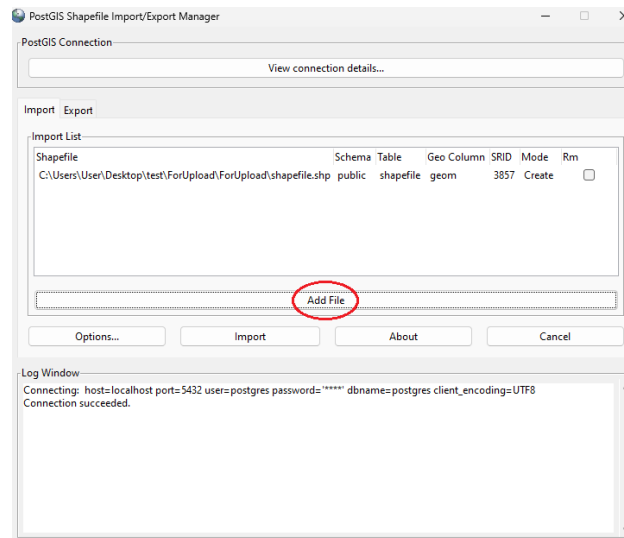 PostGIS Shapefile Import/Export Manager
PostGIS Connection
View connection details...
Import Export
Import List
Shapefile Schema Table Geo Column SRID Mode Rm
C:\Users\User\Desktop\test\ForUpload\ForUpload\shapefile.shp public shapefile geom 3857 Create
Add File
Options... Import About Cancel
Log Window
Connecting: host=localhost port=5432 user=postgres password='****' dbname=postgres client_encoding=UTF8
Connection succeeded.